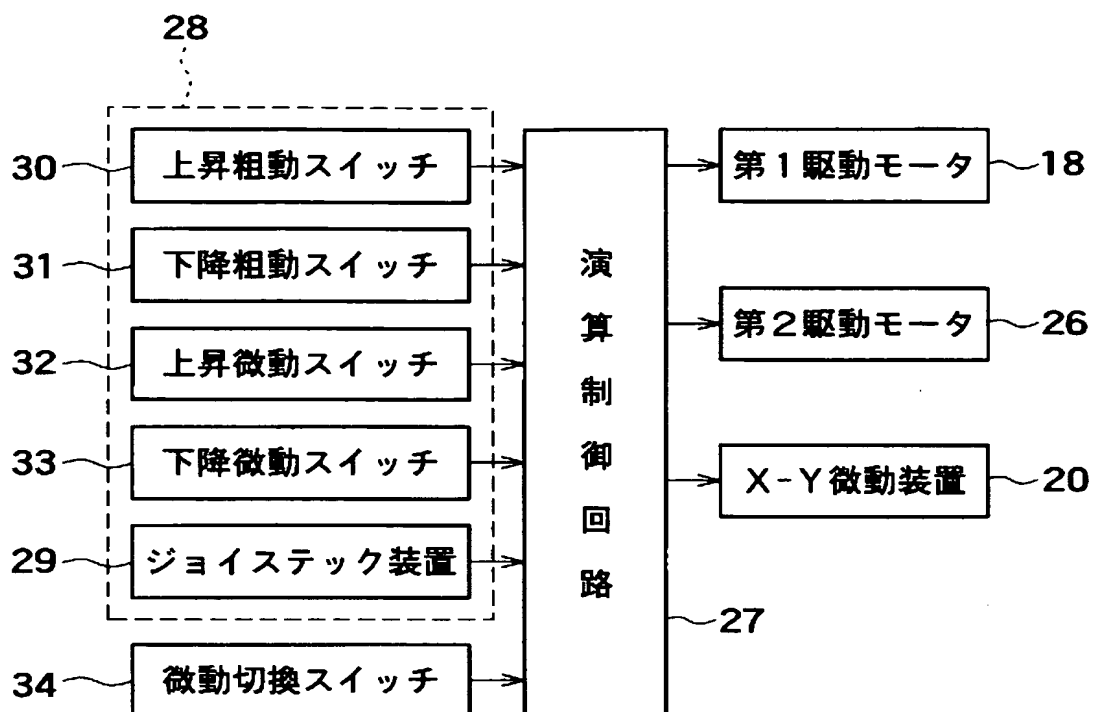 28
30 上昇粗動スイッチ
31 下降粗動スイッチ
32 上昇微動スイッチ
33 下降微動スイッチ
29 ジョイステック装置
34 微動切換スイッチ
演算制御回路
27
第1駆動モータ 18
第2駆動モータ 26
X-Y微動装置 20